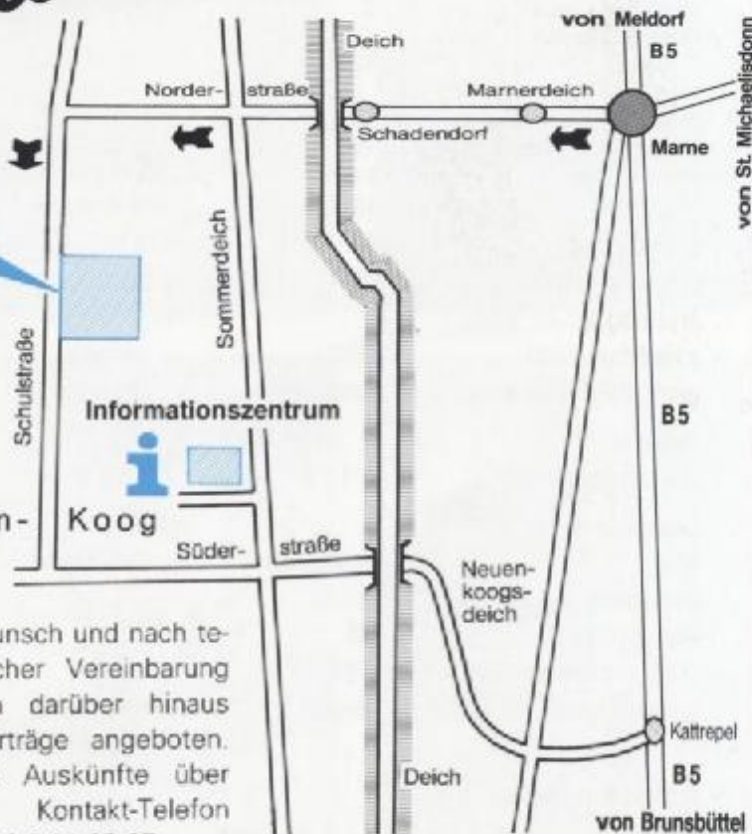 von Meldorf
B5
Deich
von St. Michaelisdonn
Norder- straße
Marnerdeich
Schadendorf
Marne
Sommerdeich
Schulstraße
Informationszentrum
i
B5
Koog
Süder- straße
Neuen-
koogs-
deich
unsch und nach te-
cher Vereinbarung
darüber hinaus
rträge angeboten.
Auskünfte über
Kontakt-Telefon
Kattrepel
Deich
B5
von Brunsbüttel